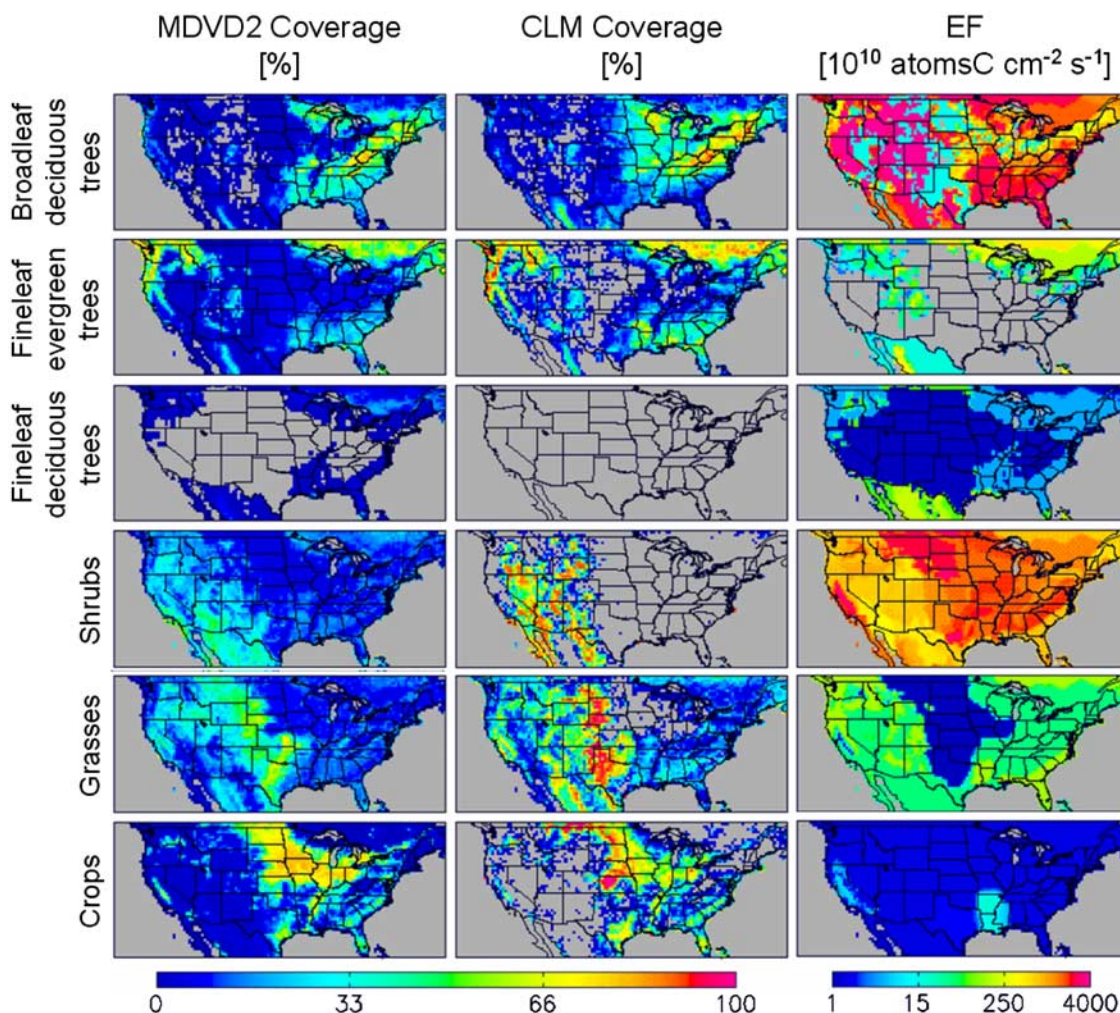 MDVD2 Coverage
[%]
CLM Coverage
[%]
EF
[10¹⁰ atomsC cm⁻² s⁻¹]
Broadleaf
deciduous
trees
Fineleaf
evergreen
trees
Fineleaf
deciduous
trees
Shrubs
Grasses
Crops
0 33 66 100
1 15 250 4000